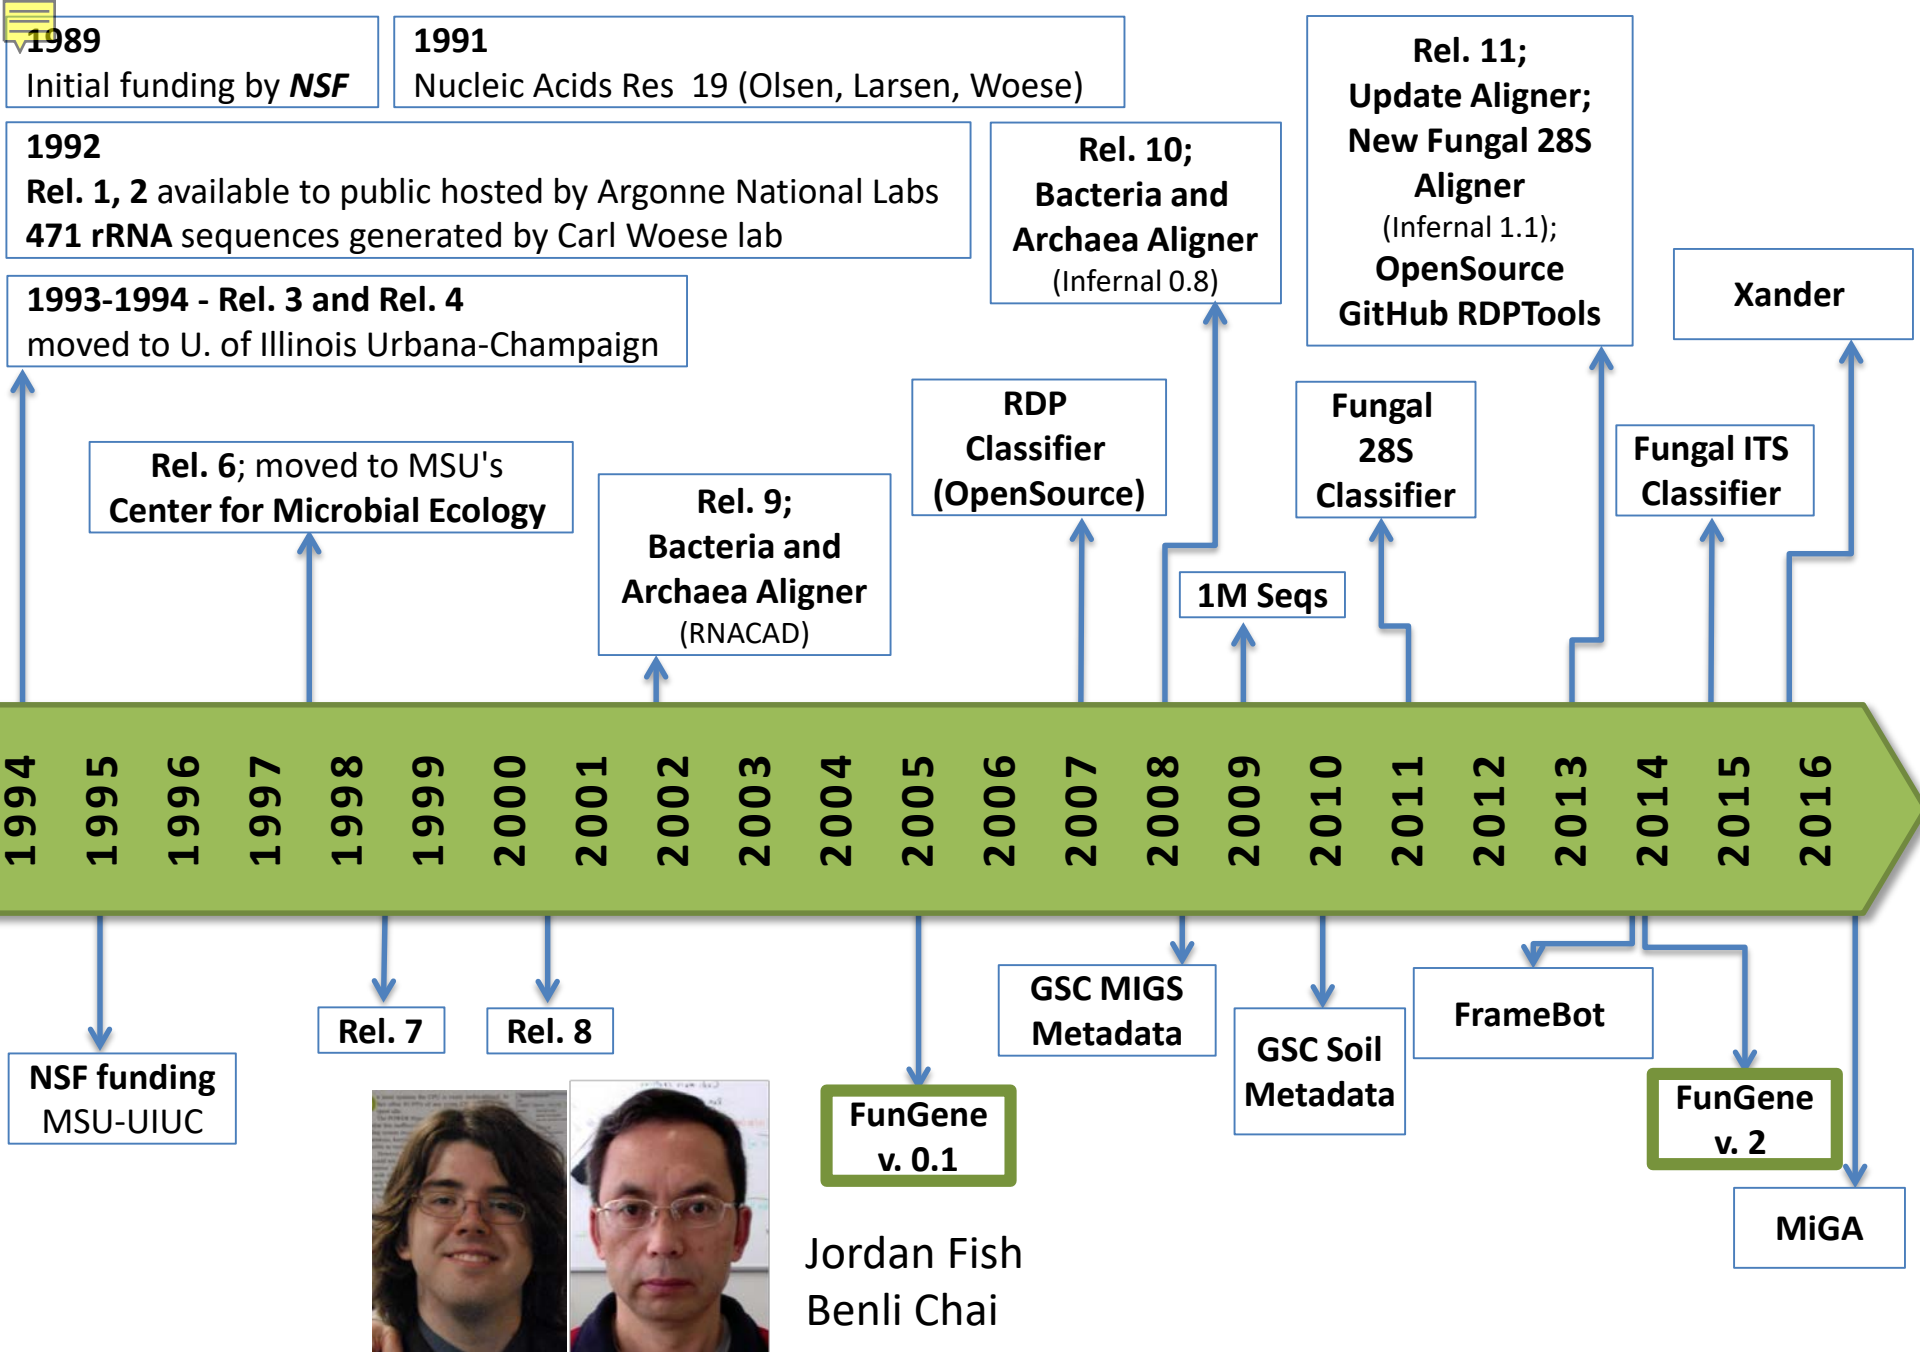 1989
Initial funding by NSF
1991
Nucleic Acids Res  19 (Olsen, Larsen, Woese)
1992
Rel. 1, 2 available to public hosted by Argonne National Labs
471 rRNA sequences generated by Carl Woese lab
1993-1994 - Rel. 3 and Rel. 4
moved to U. of Illinois Urbana-Champaign
Rel. 6; moved to MSU's
Center for Microbial Ecology
Rel. 9;
Bacteria and
Archaea Aligner
(RNACAD)
RDP
Classifier
(OpenSource)
Rel. 10;
Bacteria and
Archaea Aligner
(Infernal 0.8)
1M Seqs
Fungal
28S
Classifier
Rel. 11;
Update Aligner;
New Fungal 28S
Aligner
(Infernal 1.1);
OpenSource
GitHub RDPTools
Fungal ITS
Classifier
Xander
1994
1995
1996
1997
1998
1999
2000
2001
2002
2003
2004
2005
2006
2007
2008
2009
2010
2011
2012
2013
2014
2015
2016
NSF funding
MSU-UIUC
Rel. 7
Rel. 8
FunGene
v. 0.1
GSC MIGS
Metadata
GSC Soil
Metadata
FrameBot
FunGene
v. 2
MiGA
Jordan Fish
Benli Chai